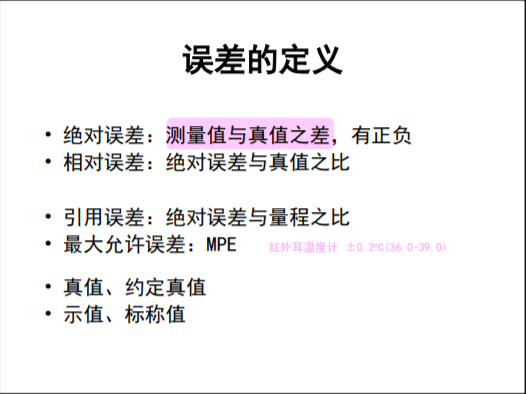 误差的定义
• 绝对误差：测量值与真值之差，有正负
• 相对误差：绝对误差与真值之比
• 引用误差：绝对误差与量程之比
• 最大允许误差：MPE 红外耳温度计 ±0.2℃(36.0-39.0)
• 真值、约定真值
• 示值、标称值